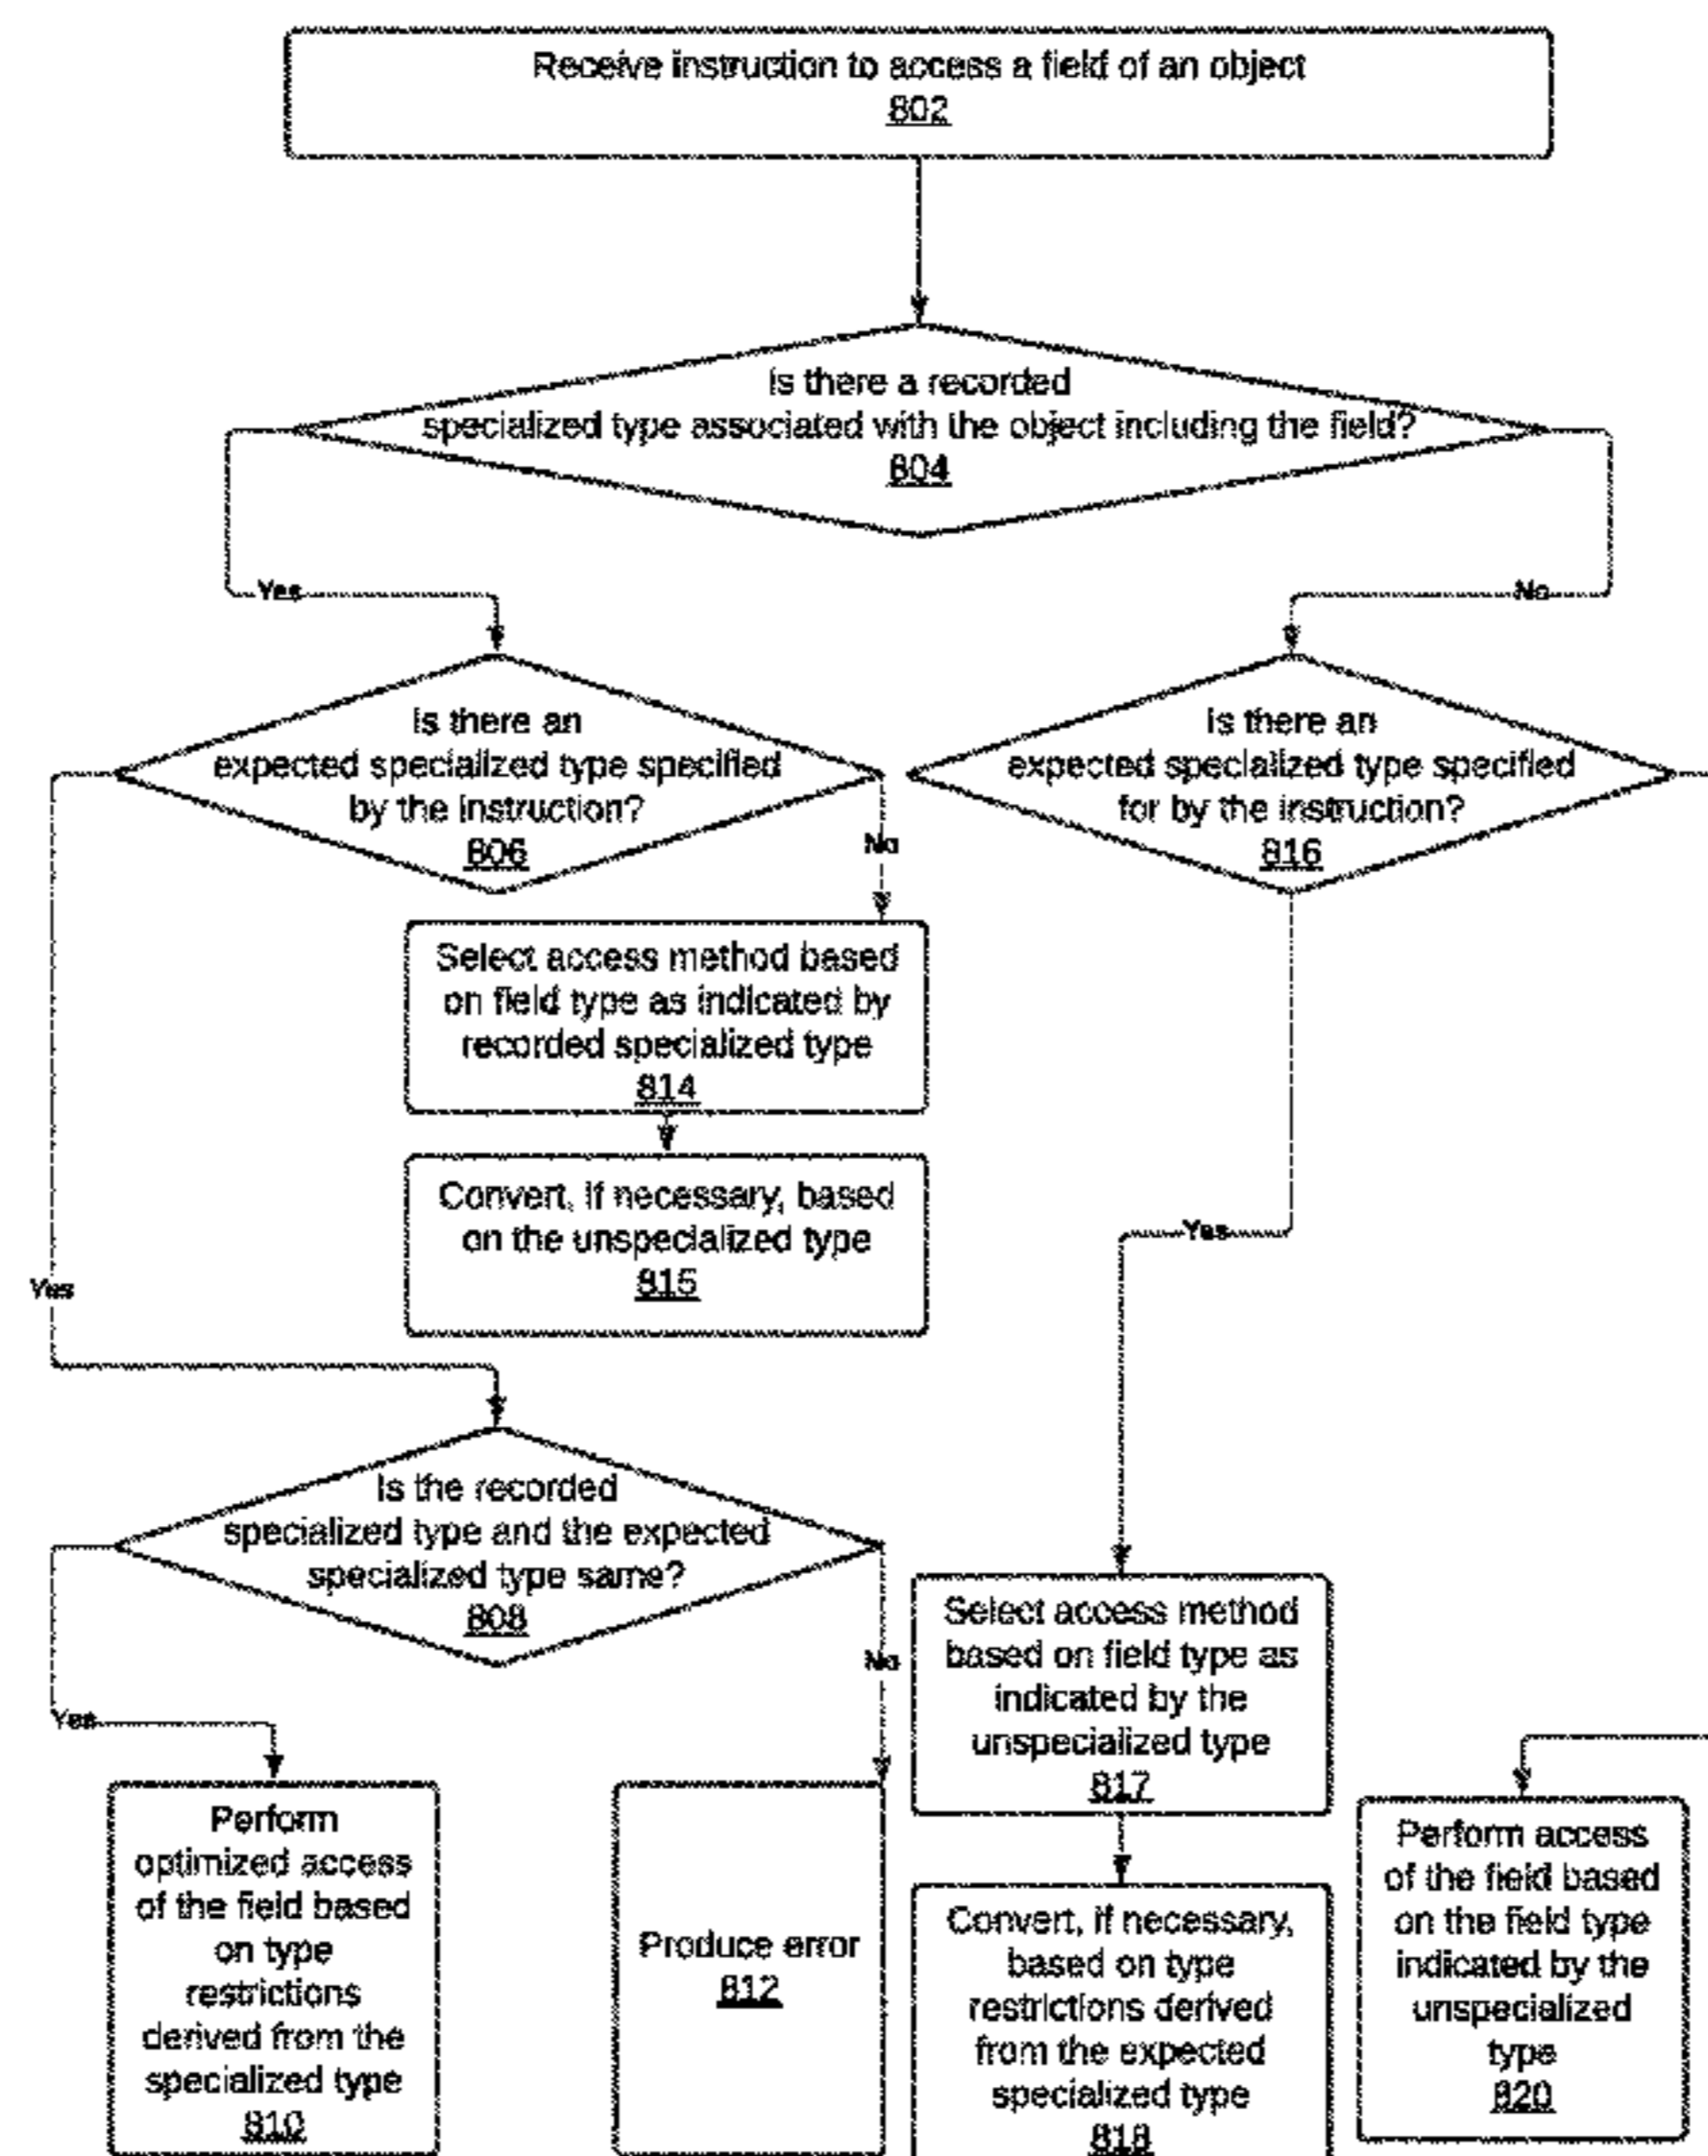 Receive instruction to access a field of an object
802
Is there a recorded
specialized type associated with the object including the field?
804
Yes
No
Is there an
expected specialized type specified
by the instruction?
806
Is there an
expected specialized type specified
for by the instruction?
816
No
Select access method based
on field type as indicated by
recorded specialized type
814
Convert, if necessary, based
on the unspecialized type
815
Yes
Yes
Is the recorded
specialized type and the expected
specialized type same?
808
Yes
No
Select access method
based on field type as
indicated by the
unspecialized type
817
Perform
optimized access
of the field based
on type
restrictions
derived from the
specialized type
810
Produce error
812
Convert, if necessary,
based on type
restrictions derived
from the expected
specialized type
818
Perform access
of the field based
on the field type
indicated by the
unspecialized
type
820